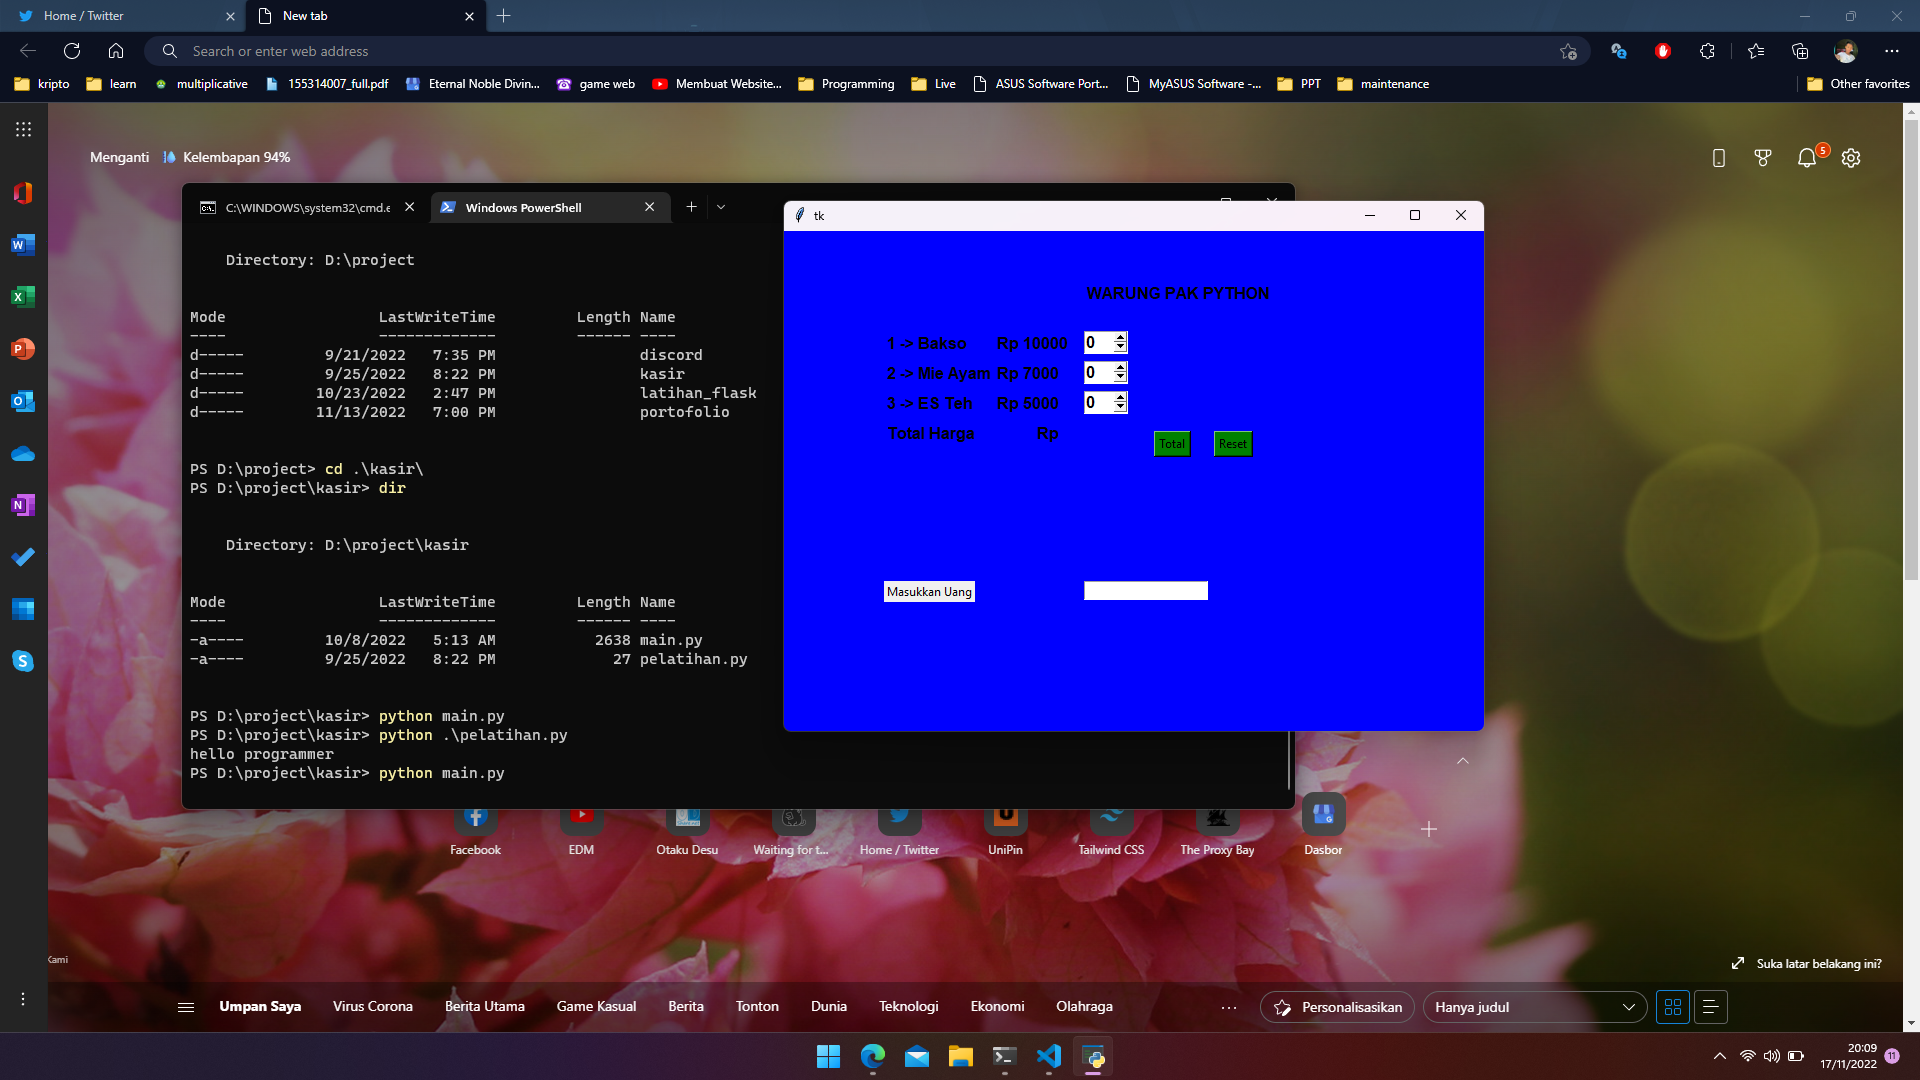 Home / Twitter
New tab
Search or enter web address
kripto
learn
multiplicative
155314007_full.pdf
Eternal Noble Divin...
game web
Membuat Website...
Programming
Live
ASUS Software Port...
MyASUS Software -...
PPT
maintenance
Other favorites
Menganti
Kelembapan 94%
5
C:\WINDOWS\system32\cmd.e
Windows PowerShell
Directory: D:\project
Mode LastWriteTime Length Name
---- ------------- ------ ----
d----- 9/21/2022 7:35 PM discord
d----- 9/25/2022 8:22 PM kasir
d----- 10/23/2022 2:47 PM latihan_flask
d----- 11/13/2022 7:00 PM portofolio
PS D:\project> cd .\kasir\
PS D:\project\kasir> dir
Directory: D:\project\kasir
Mode LastWriteTime Length Name
---- ------------- ------ ----
-a---- 10/8/2022 5:13 AM 2638 main.py
-a---- 9/25/2022 8:22 PM 27 pelatihan.py
PS D:\project\kasir> python main.py
PS D:\project\kasir> python .\pelatihan.py
hello programmer
PS D:\project\kasir> python main.py
tk
WARUNG PAK PYTHON
1 -> Bakso Rp 10000 0
2 -> MIe Ayam Rp 7000 0
3 -> ES Teh Rp 5000 0
Total Harga Rp
Total
Reset
Masukkan Uang
Facebook
EDM
Otaku Desu
Waiting for t...
Home / Twitter
UniPin
Tailwind CSS
The Proxy Bay
Dasbor
Kami
Suka latar belakang ini?
Umpan Saya
Virus Corona
Berita Utama
Game Kasual
Berita
Tonton
Dunia
Teknologi
Ekonomi
Olahraga
...
Personalisasikan
Hanya judul
20:09
17/11/2022
11